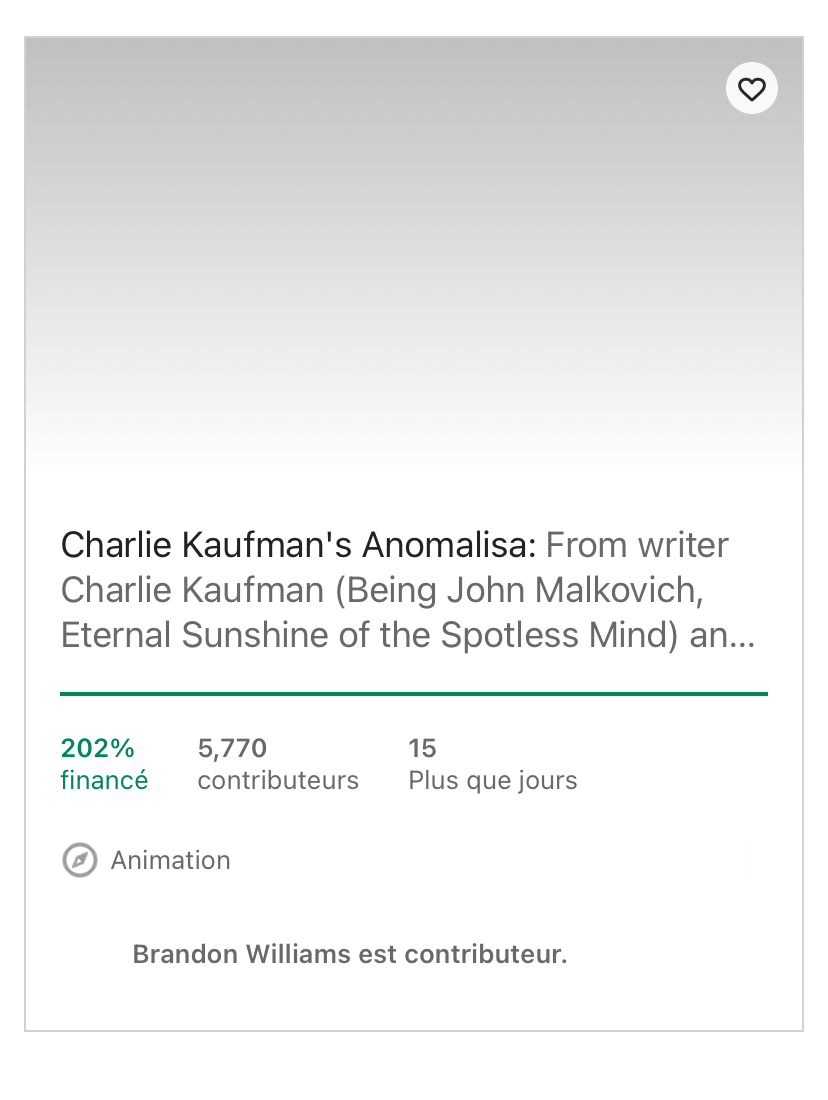 Charlie Kaufman's Anomalisa: From writer
Charlie Kaufman (Being John Malkovich,
Eternal Sunshine of the Spotless Mind) an...
202%
financé
5,770
contributeurs
15
Plus que jours
Animation
Brandon Williams est contributeur.